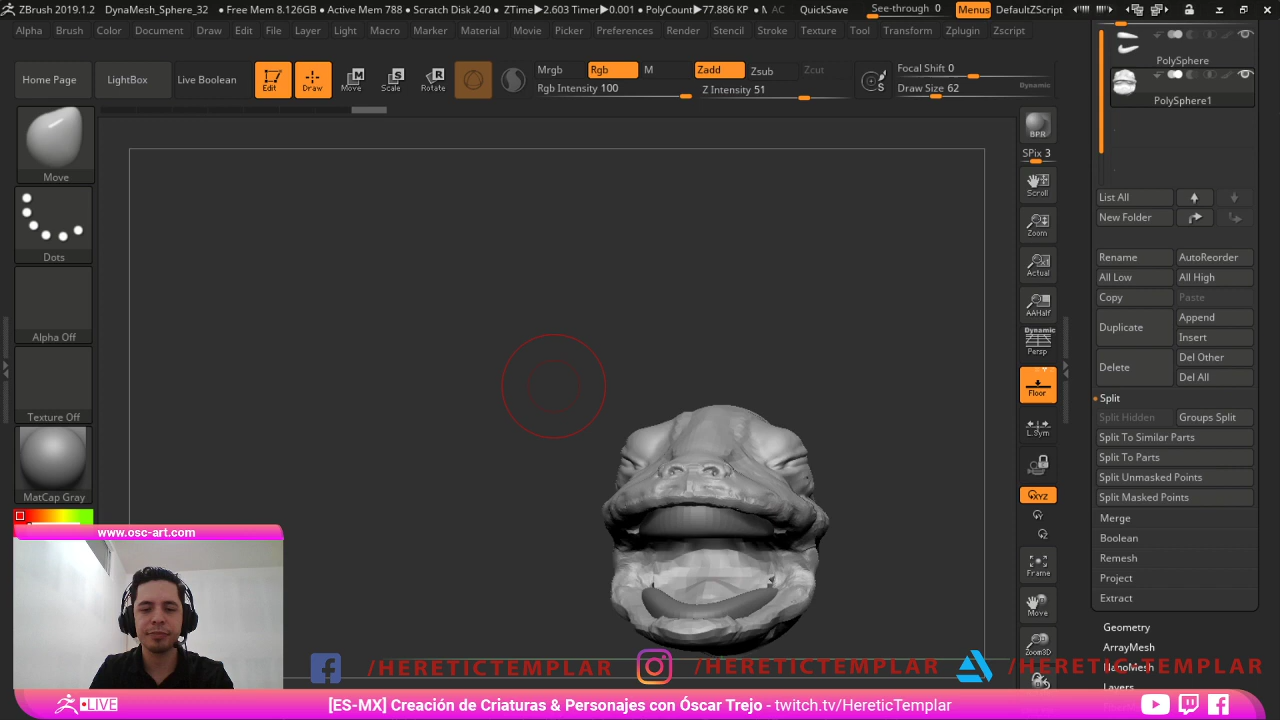 ZBrush 2019.1.2 DynaMesh_Sphere_32 • Free Mem 8.126GB • Active Mem 788 • Scratch Disk 240 • ZTime▶2.603 Timer▶0.001 • PolyCount▶77.886 KP • M AC QuickSave See-through 0 Menus DefaultZScript
Alpha Brush Color Document Draw Edit File Layer Light Macro Marker Material Movie Picker Preferences Render Stencil Stroke Texture Tool Transform Zplugin Zscript
Home Page LightBox Live Boolean Edit Draw Move Scale Rotate
Mrgb Rgb M Zadd Zsub Zcut Focal Shift 0
Rgb Intensity 100 Z Intensity 51 Draw Size 62 Dynamic
PolySphere
PolySphere1
Move
Dots
Alpha Off
Texture Off
MatCap Gray
BPR
SPix 3
Scroll
Zoom
Actual
AAHalf
Dynamic
Persp
Floor
L.Sym
XYZ
Frame
Move
Zoom3D
List All
New Folder
Rename AutoReorder
All Low All High
Copy Paste
Duplicate Append
Insert
Delete Del Other
Del All
Split
Split Hidden Groups Split
Split To Similar Parts
Split To Parts
Split Unmasked Points
Split Masked Points
Merge
Boolean
Remesh
Project
Extract
Geometry
ArrayMesh
NanoMesh
Layers
www.osc-art.com
/HERETICTEMPLAR /HERETICTEMPLAR /HERETIC-TEMPLAR
LIVE [ES-MX] Creación de Criaturas & Personajes con Óscar Trejo - twitch.tv/HereticTemplar